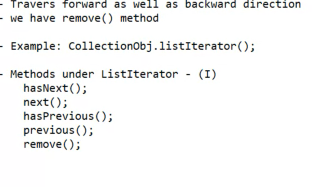 - Travers forward as well as backward direction
- we have remove() method
- Example: CollectionObj.listIterator();
- Methods under ListIterator - (I)
hasNext();
next();
hasPrevious();
previous();
remove();